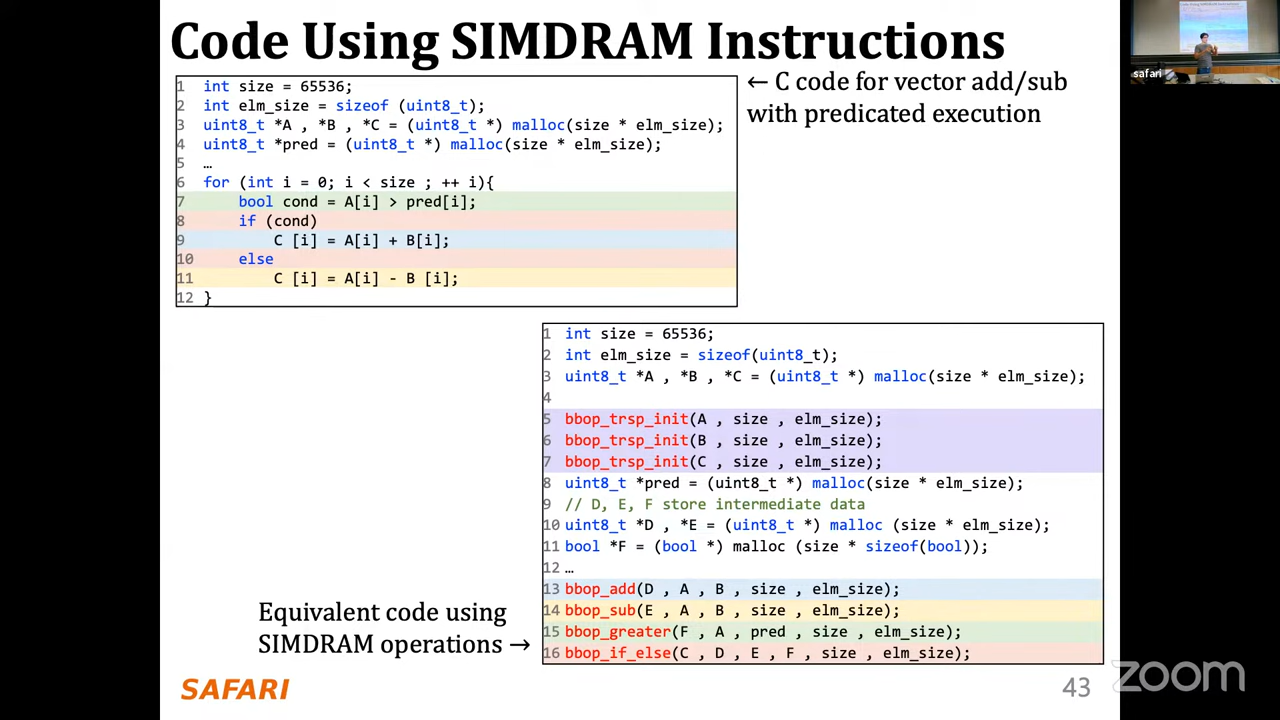 Code Using SIMDRAM Instructions
safari
← C code for vector add/sub
with predicated execution
1 int size = 65536;
2 int elm_size = sizeof (uint8_t);
3 uint8_t *A , *B , *C = (uint8_t *) malloc(size * elm_size);
4 uint8_t *pred = (uint8_t *) malloc(size * elm_size);
5 …
6 for (int i = 0; i < size ; ++ i){
7 bool cond = A[i] > pred[i];
8 if (cond)
9 C [i] = A[i] + B[i];
10 else
11 C [i] = A[i] - B [i];
12 }
1 int size = 65536;
2 int elm_size = sizeof(uint8_t);
3 uint8_t *A , *B , *C = (uint8_t *) malloc(size * elm_size);
4
5 bbop_trsp_init(A , size , elm_size);
6 bbop_trsp_init(B , size , elm_size);
7 bbop_trsp_init(C , size , elm_size);
8 uint8_t *pred = (uint8_t *) malloc(size * elm_size);
9 // D, E, F store intermediate data
10 uint8_t *D , *E = (uint8_t *) malloc (size * elm_size);
11 bool *F = (bool *) malloc (size * sizeof(bool));
12 …
13 bbop_add(D , A , B , size , elm_size);
14 bbop_sub(E , A , B , size , elm_size);
15 bbop_greater(F , A , pred , size , elm_size);
16 bbop_if_else(C , D , E , F , size , elm_size);
Equivalent code using
SIMDRAM operations →
SAFARI
43
zoom